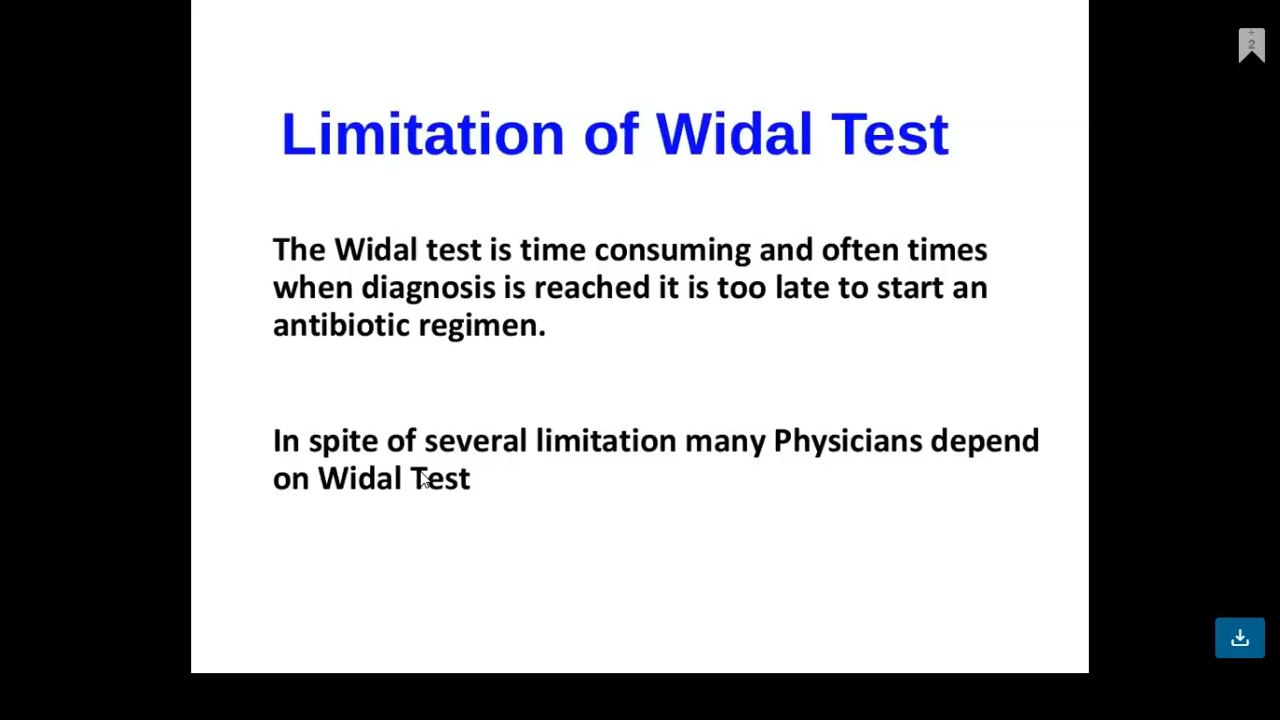 +
2
Limitation of Widal Test
The Widal test is time consuming and often times
when diagnosis is reached it is too late to start an
antibiotic regimen.
In spite of several limitation many Physicians depend
on Widal Test